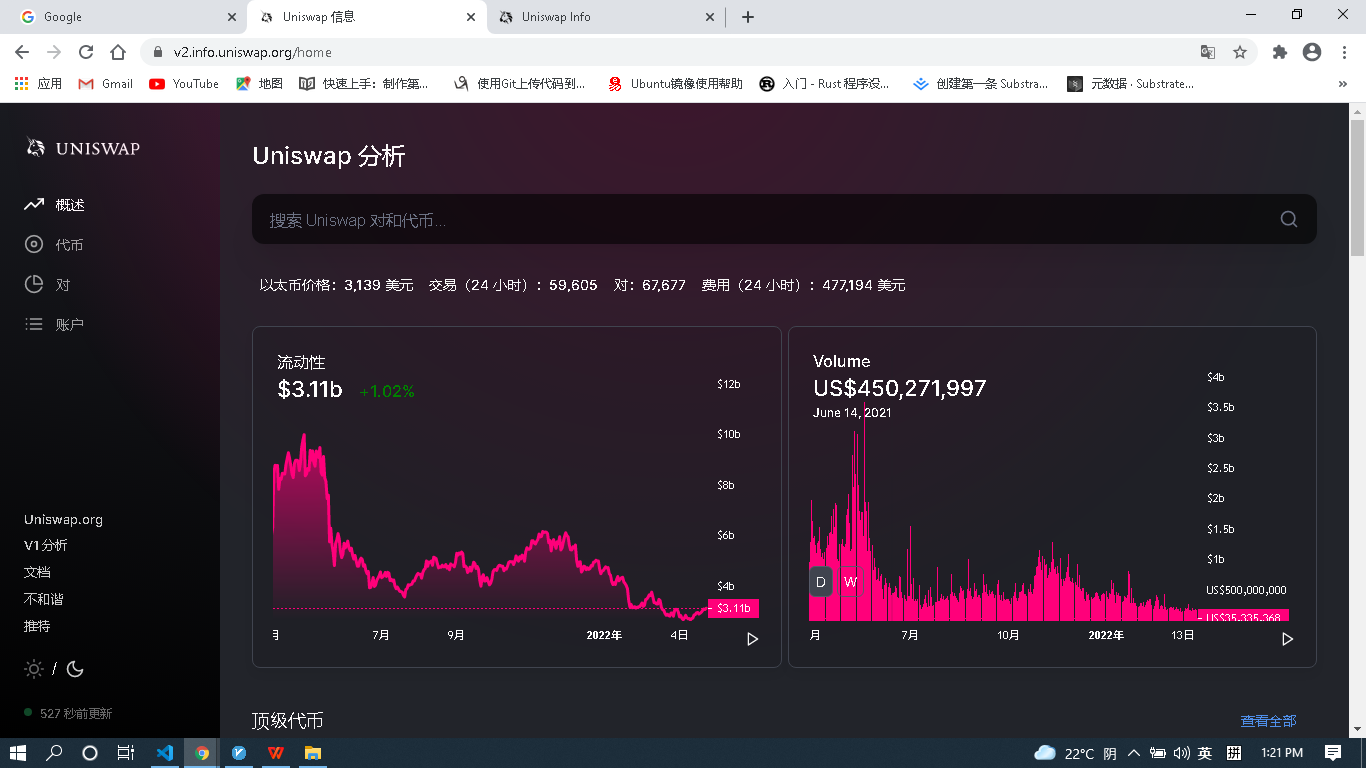 Google
Uniswap 信息
Uniswap Info
v2.info.uniswap.org/home
应用
Gmail
YouTube
地图
快速上手：制作第...
使用Git上传代码到...
Ubuntu镜像使用帮助
入门 - Rust 程序设...
创建第一条 Substra...
元数据 · Substrate...
»
UNISWAP
概述
代币
对
账户
Uniswap.org
V1 分析
文档
不和谐
推特
/
527 秒前更新
Uniswap 分析
搜索 Uniswap 对和代币...
以太币价格：3,139 美元 交易（24 小时）：59,605 对：67,677 费用（24 小时）：477,194 美元
流动性
$3.11b +1.02%
$12b
$10b
$8b
$6b
$4b
$3.11b
月 7月 9月 2022年 4日
Volume
US$450,271,997
June 14, 2021
$4b
$3.5b
$3b
$2.5b
$2b
$1.5b
$1b
US$500,000,000
US$35,335,368
D W
月 7月 10月 2022年 13日
顶级代币
查看全部
22°C 阴
英
拼
1:21 PM